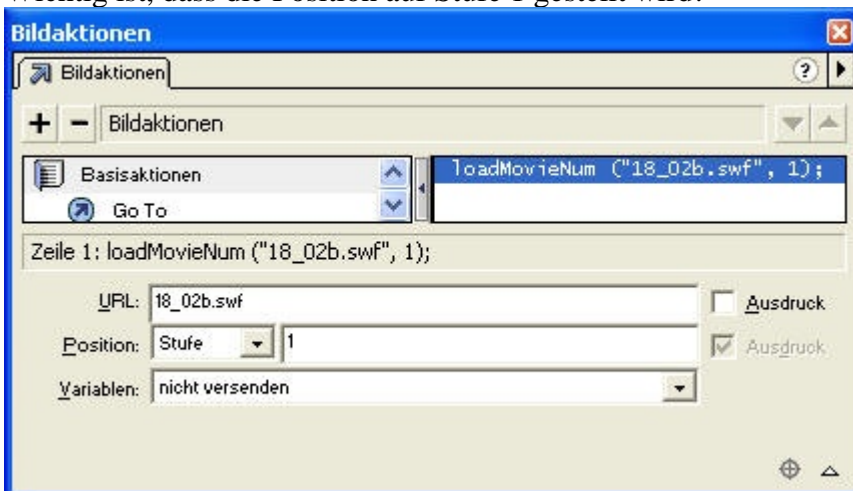 Wichtig ist, dass die Position auf Stufe 1 gestellt wird:
Bildaktionen
Bildaktionen ?
+ - Bildaktionen
Basisaktionen loadMovieNum ("18_02b.swf", 1);
Go To
Zeile 1: loadMovieNum ("18_02b.swf", 1);
URL: 18_02b.swf Ausdruck
Position: Stufe 1 Ausdruck
Variablen: nicht versenden